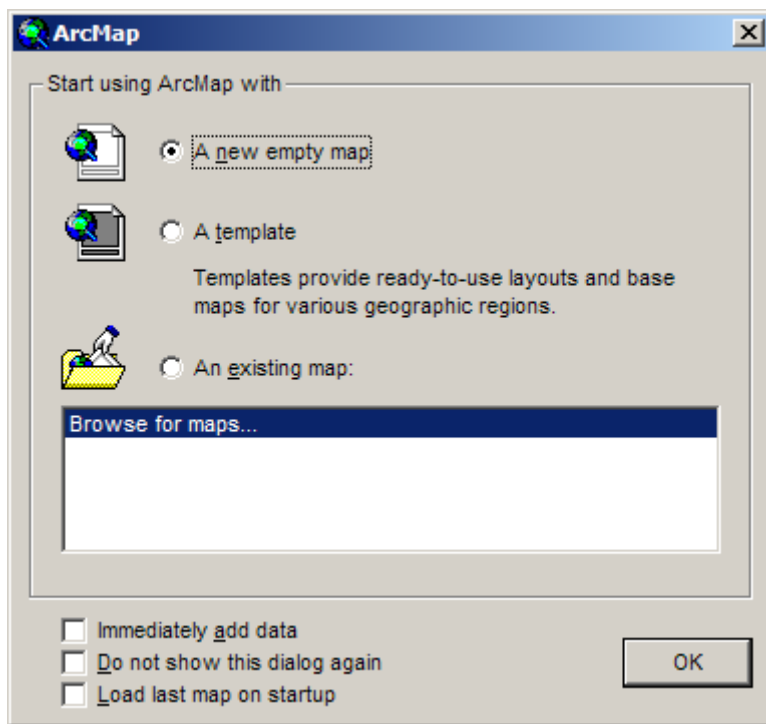 ArcMap
Start using ArcMap with
A new empty map
A template
Templates provide ready-to-use layouts and base
maps for various geographic regions.
An existing map:
Browse for maps...
Immediately add data
Do not show this dialog again
Load last map on startup
OK